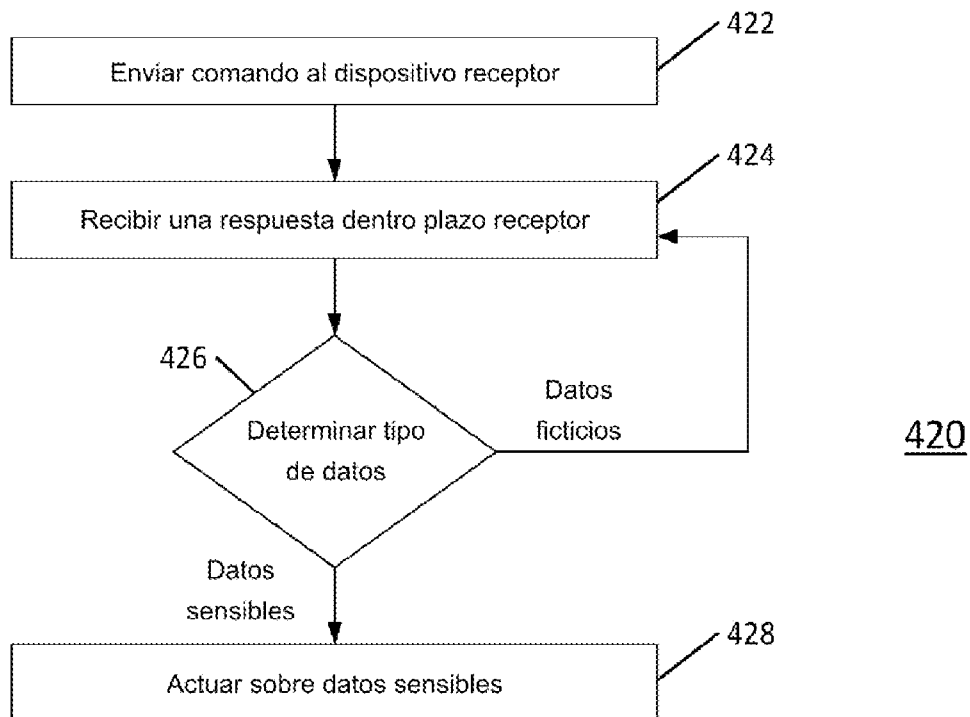 422
Enviar comando al dispositivo receptor
424
Recibir una respuesta dentro plazo receptor
426
Determinar tipo
de datos
Datos
ficticios
420
Datos
sensibles
428
Actuar sobre datos sensibles